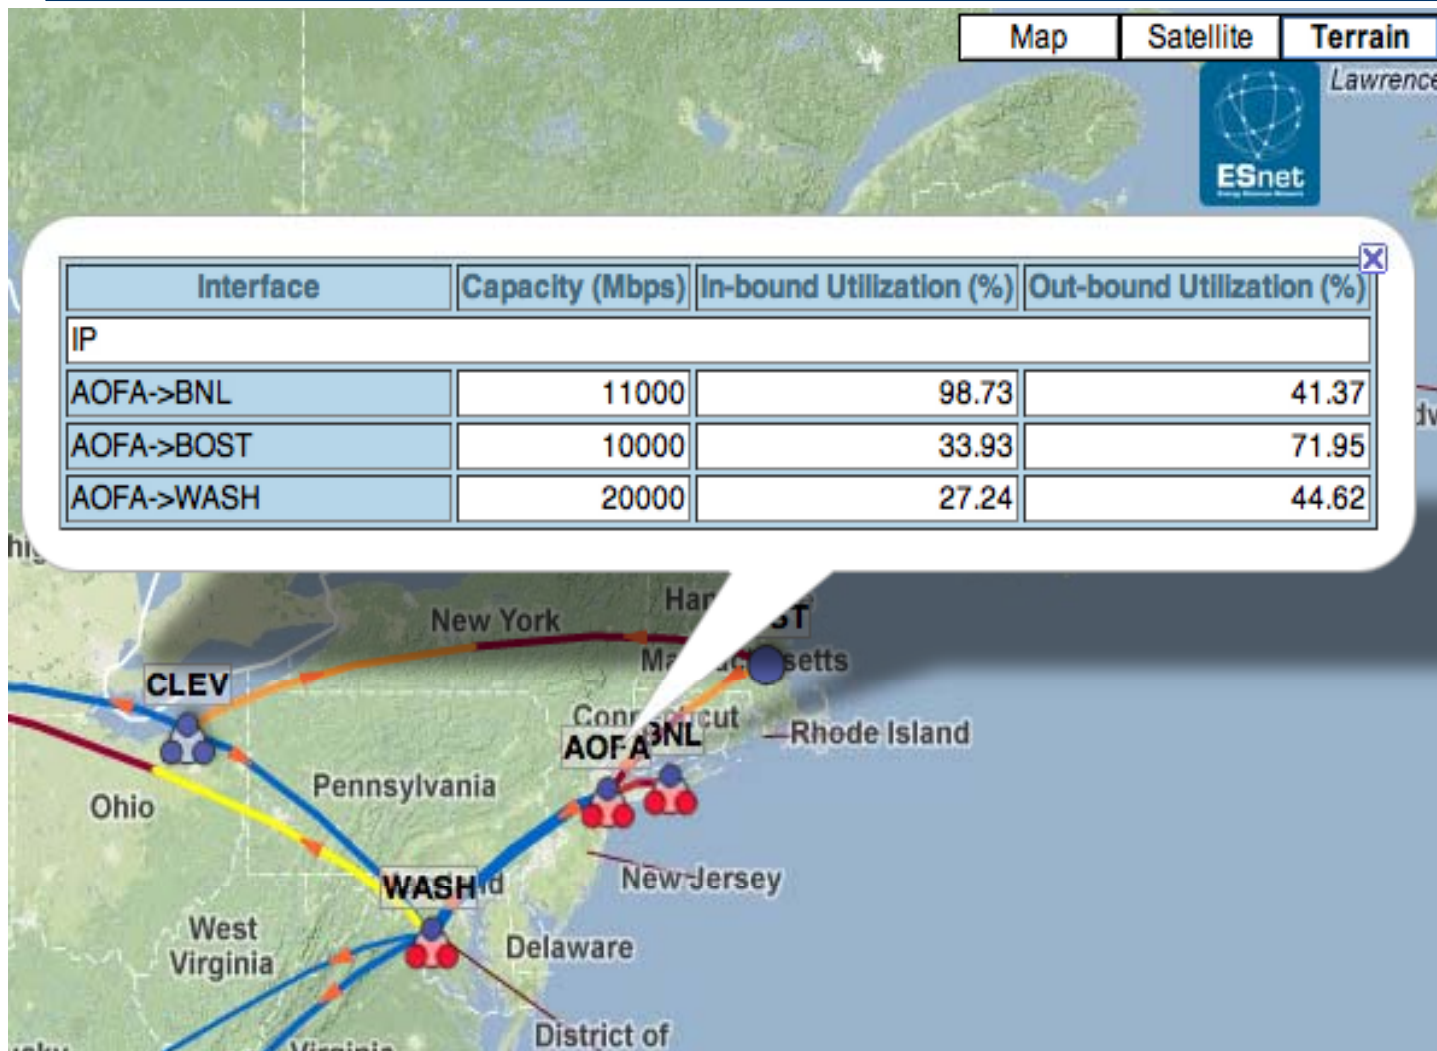 Map Satellite Terrain
Lawrence
ESnet
Interface Capacity (Mbps) In-bound Utilization (%) Out-bound Utilization (%)
IP
AOFA->BNL 11000 98.73 41.37
AOFA->BOST 10000 33.93 71.95
AOFA->WASH 20000 27.24 44.62
New York
CLEV
BNL
AOFA
Rhode Island
Pennsylvania
Ohio
New Jersey
WASH
West
Virginia
Delaware
District of
Virginia